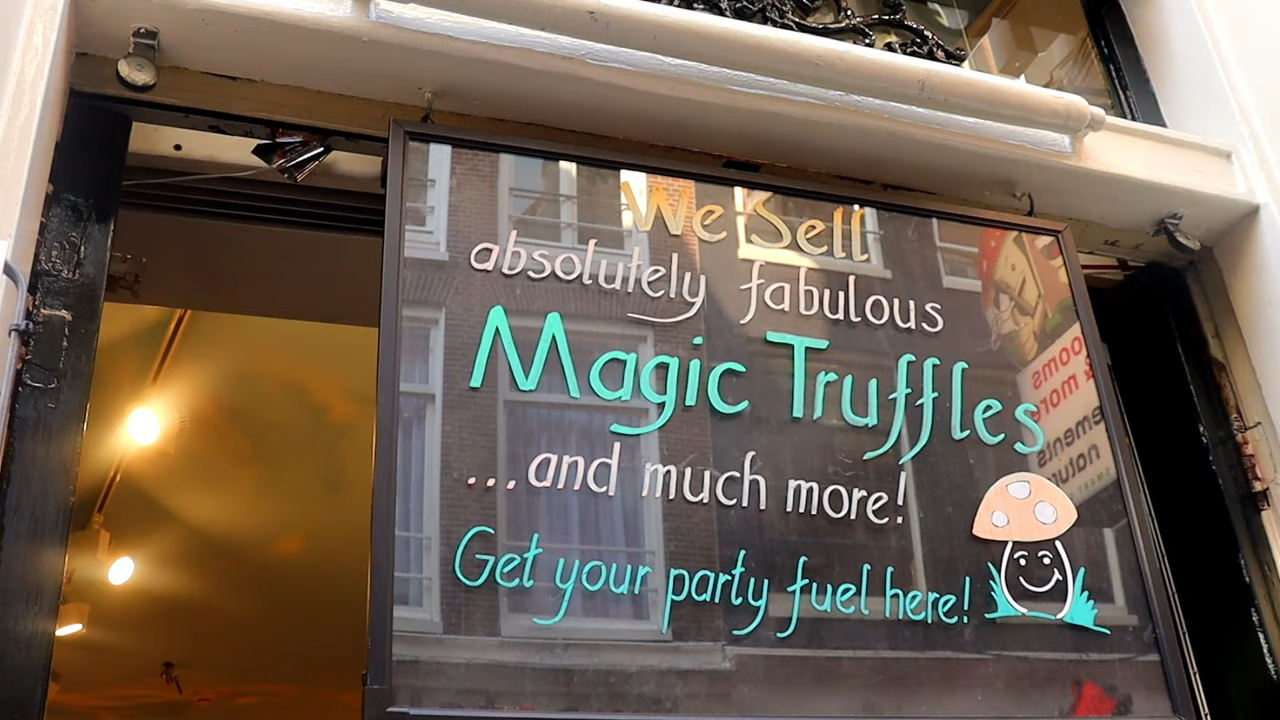 We Sell
absolutely fabulous
Magic Truffles
...and much more!
Get your party fuel here!